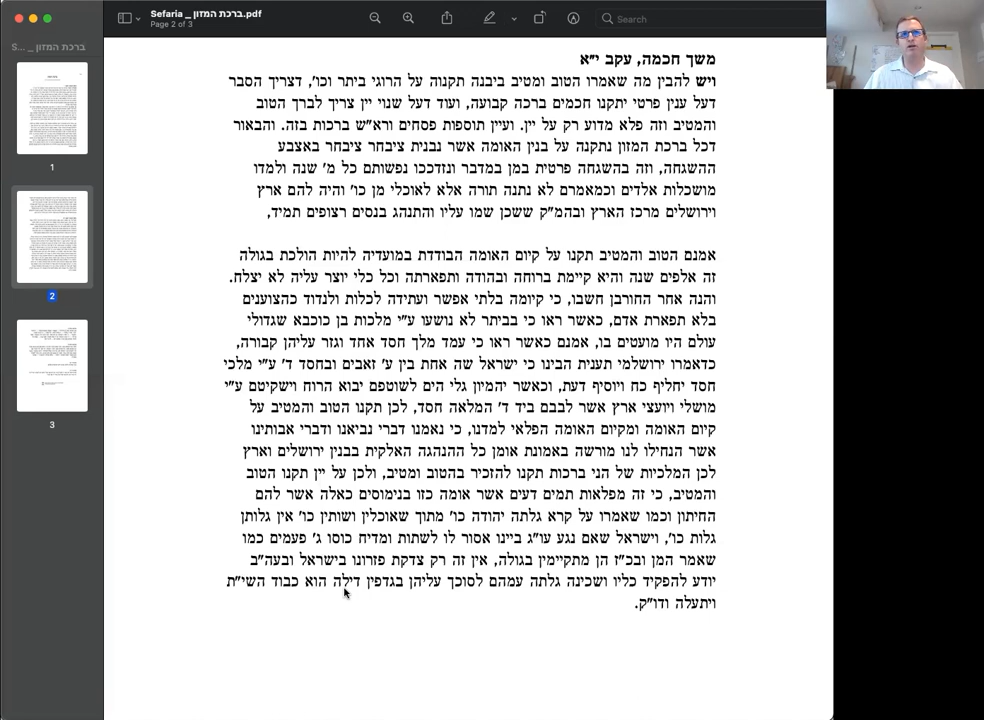 Sefaria _ ברכת המזון.pdf
Page 2 of 3
Search
S... _ ברכת המזון
1
2
3
משך חכמה, עקב י״א
ויש להבין מה שאמרו הטוב ומטיב ביבנה תקנוה על הרוגי ביתר וכו', דצריך הסבר
דעל ענין פרטי יתקנו חכמים ברכה קבועה, ועוד דעל שנוי יין צריך לברך הטוב
והמטיב וזה פלא מדוע רק על יין. ועיין תוספות פסחים ורא״ש ברכות בזה. והבאור
דכל ברכת המזון נתקנה על בנין האומה אשר נבנית ציבחר ציבחר באצבע
ההשגחה, וזה בהשגחה פרטית במן במדבר ונזדככו נפשותם כל מ' שנה ולמדו
מושכלות אלדים וכמאמרם לא נתנה תורה אלא לאוכלי מן כו' והיה להם ארץ
וירושלים מרכז הארץ ובהמ״ק ששכן שמו עליו והתנהג בנסים רצופים תמיד,
אמנם הטוב והמטיב תקנו על קיום האומה הבודדת במועדיה להיות הולכת בגולה
זה אלפים שנה והיא קיימת ברוחה ובהודה ותפארתה וכל כלי יוצר עליה לא יצלח.
והנה אחר החורבן חשבו, כי קיומה בלתי אפשר ועתידה לכלות ולנדוד כהצוענים
בלא תפארת אדם, כאשר ראו כי בביתר לא נושעו ע״י מלכות בן כוכבא שגדולי
עולם היו מועטים בו, אמנם כאשר ראו כי עמד מלך חסד אחד וגזר עליהן קבורה,
כדאמרו ירושלמי תענית הבינו כי ישראל שה אחת בין ע' זאבים ובחסד ד' ע״י מלכי
חסד יחליף כח ויוסיף דעת, וכאשר יהמיון גלי הים לשוטפם יבוא הרוח וישקיטם ע״י
מושלי ויועצי ארץ אשר לבבם ביד ד' המלאה חסד, לכן תקנו הטוב והמטיב על
קיום האומה ומקיום האומה הפלאי למדנו, כי נאמנו דברי נביאנו ודברי אבותינו
אשר הנחילו לנו מורשה באמונת אומן כל ההנהגה האלקית בבנין ירושלים וארץ
לכן המלכיות של הני ברכות תקנו להזכיר בהטוב ומטיב, ולכן על יין תקנו הטוב
והמטיב, כי זה מפלאות תמים דעים אשר אומה כזו בנימוסים כאלה אשר להם
החיתון וכמו שאמרו על קרא גלתה יהודה כו' מתוך שאוכלין ושותין כו' אין גלותן
גלות כו', וישראל שאם נגע עו״ג ביינו אסור לו לשתות ומדיח כוסו ג' פעמים כמו
שאמר המן ובכ״ז הן מתקיימין בגולה, אין זה רק צדקת פזרונו בישראל ובעה״ב
יודע להפקיד כליו ושכינה גלתה עמהם לסוכך עליהן בגדפין דילה הוא כבוד השי״ת
ויתעלה ודו״ק.